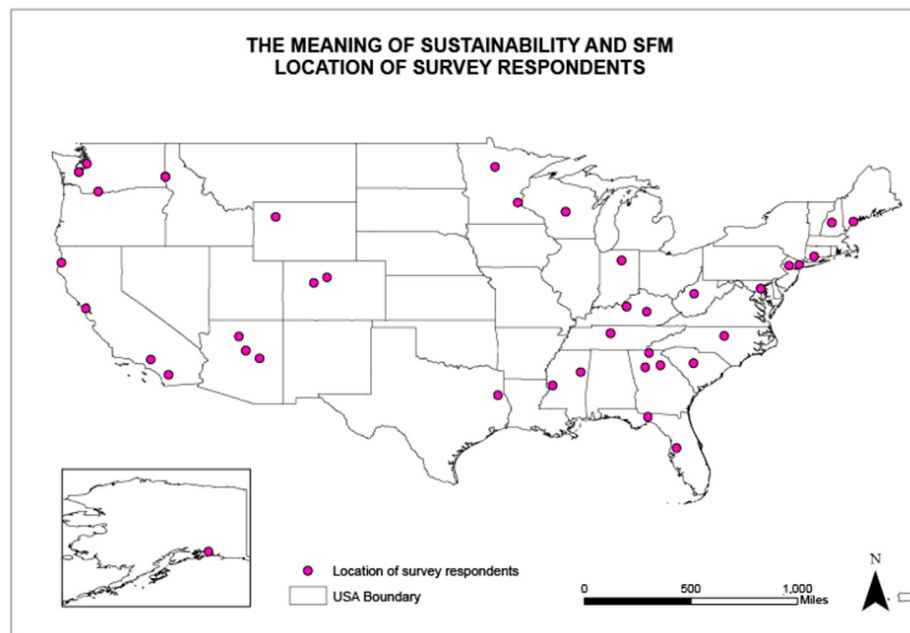 THE MEANING OF SUSTAINABILITY AND SFM
LOCATION OF SURVEY RESPONDENTS
Location of survey respondents
USA Boundary
0 500 1,000
Miles
N